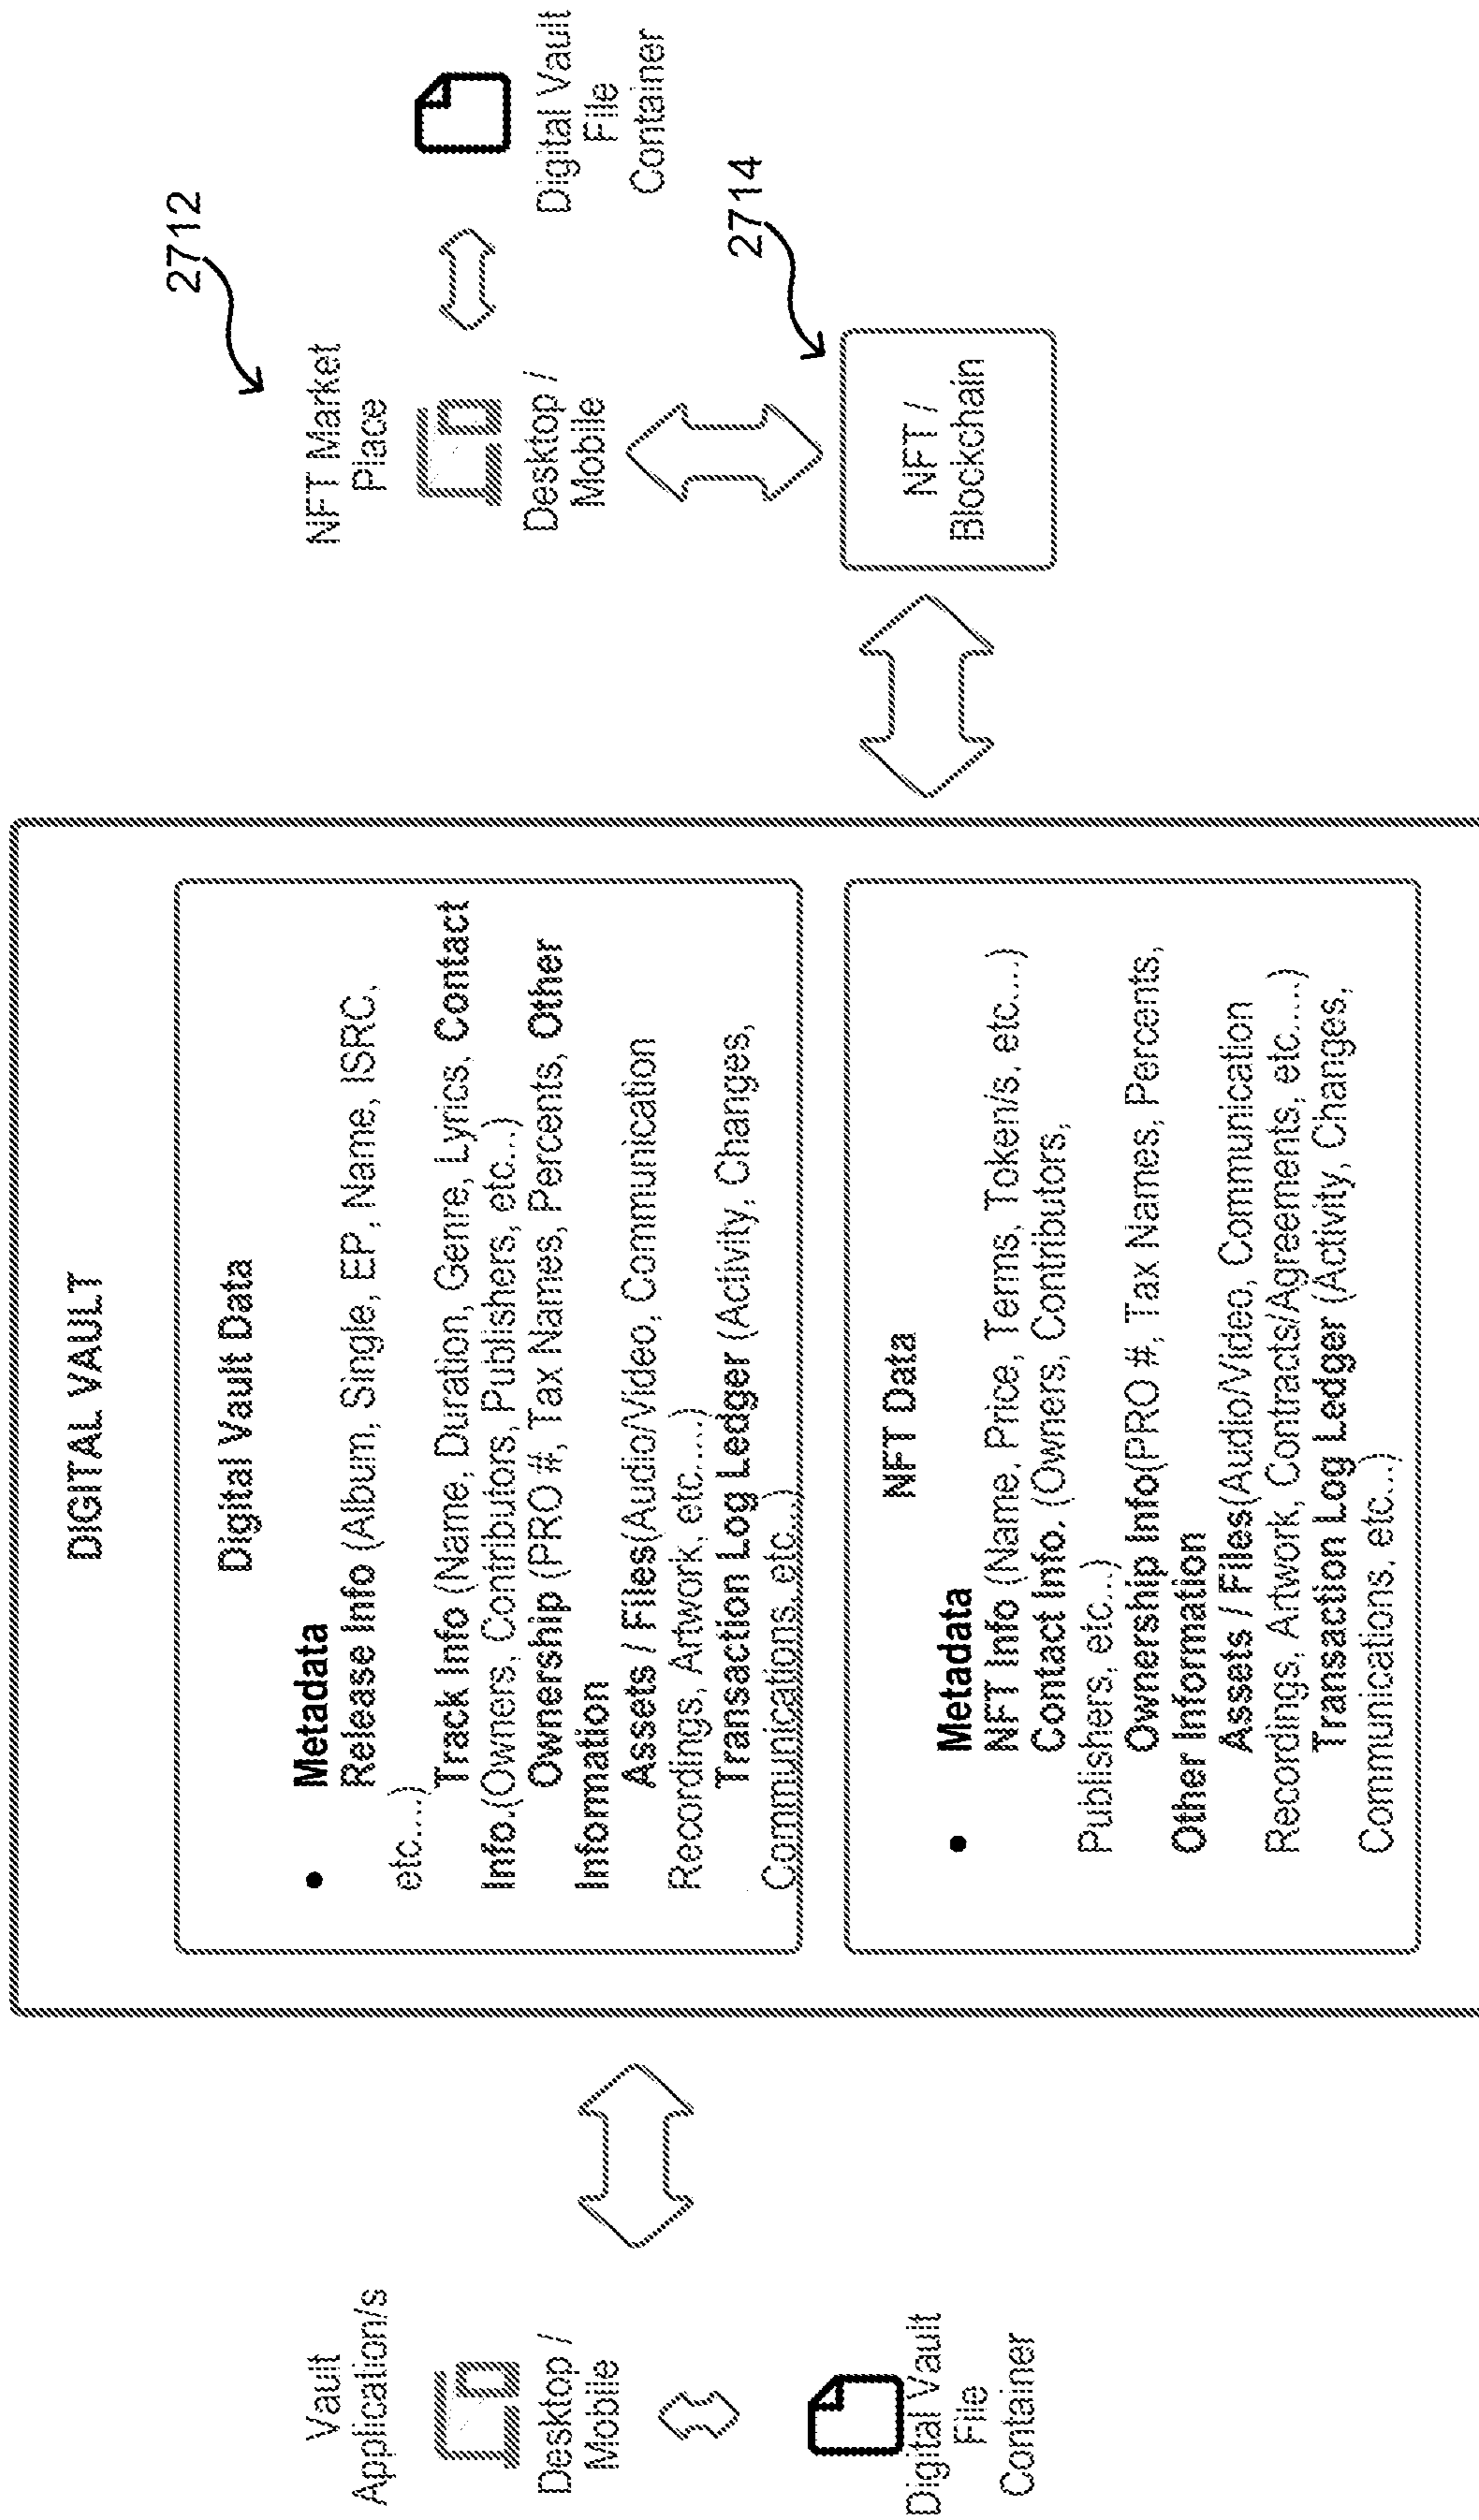 DIGITAL VAULT
Vault
Application/s
Desktop /
Mobile
Digital Vault
File
Container
Digital Vault Data
• Metadata
Release Info (Album, Single, EP, Name, ISRC,
etc....)
Track Info (Name, Duration, Genre, Lyrics, Contact
Info.(Owners, Contributors, Publishers, etc...)
Ownership (PRO #, Tax Names, Percents, Other
Information
Assets / Files(Audio/Video, Communication
Recordings, Artwork, etc.....)
Transaction Log Ledger (Activity, Changes,
Communications, etc...)
NFT Data
• Metadata
NFT Info (Name, Price, Terms, Token/s, etc....)
Contact Info. (Owners, Contributors,
Publishers, etc...)
Ownership Info(PRO #, Tax Names, Percents,
Other Information
Assets / Files(Audio/Video, Communication
Recordings, Artwork, Contracts/Agreements, etc.....)
Transaction Log Ledger (Activity, Changes,
Communications, etc...)
2712
NFT Market
Place
Desktop /
Mobile
Digital Vault
File
Container
2714
NFT /
Blockchain